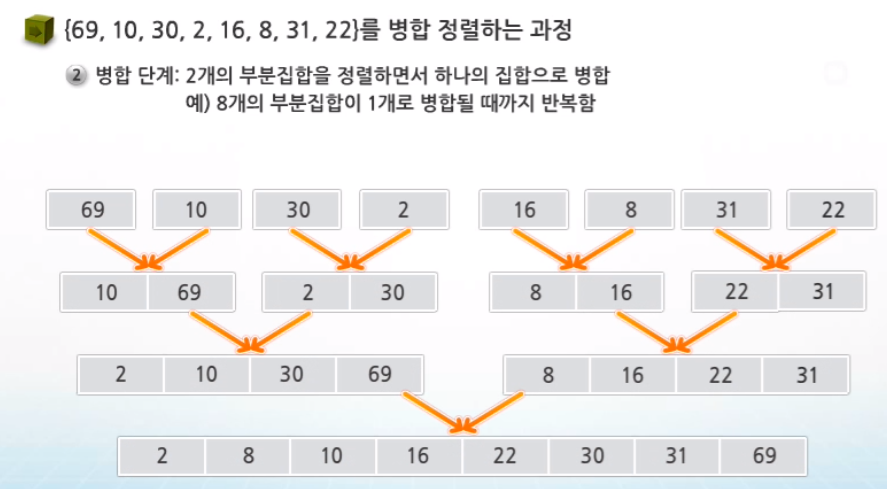 {69, 10, 30, 2, 16, 8, 31, 22}를 병합 정렬하는 과정
2 병합 단계: 2개의 부분집합을 정렬하면서 하나의 집합으로 병합
예) 8개의 부분집합이 1개로 병합될 때까지 반복함
69 10 30 2 16 8 31 22
10 69 2 30 8 16 22 31
2 10 30 69 8 16 22 31
2 8 10 16 22 30 31 69